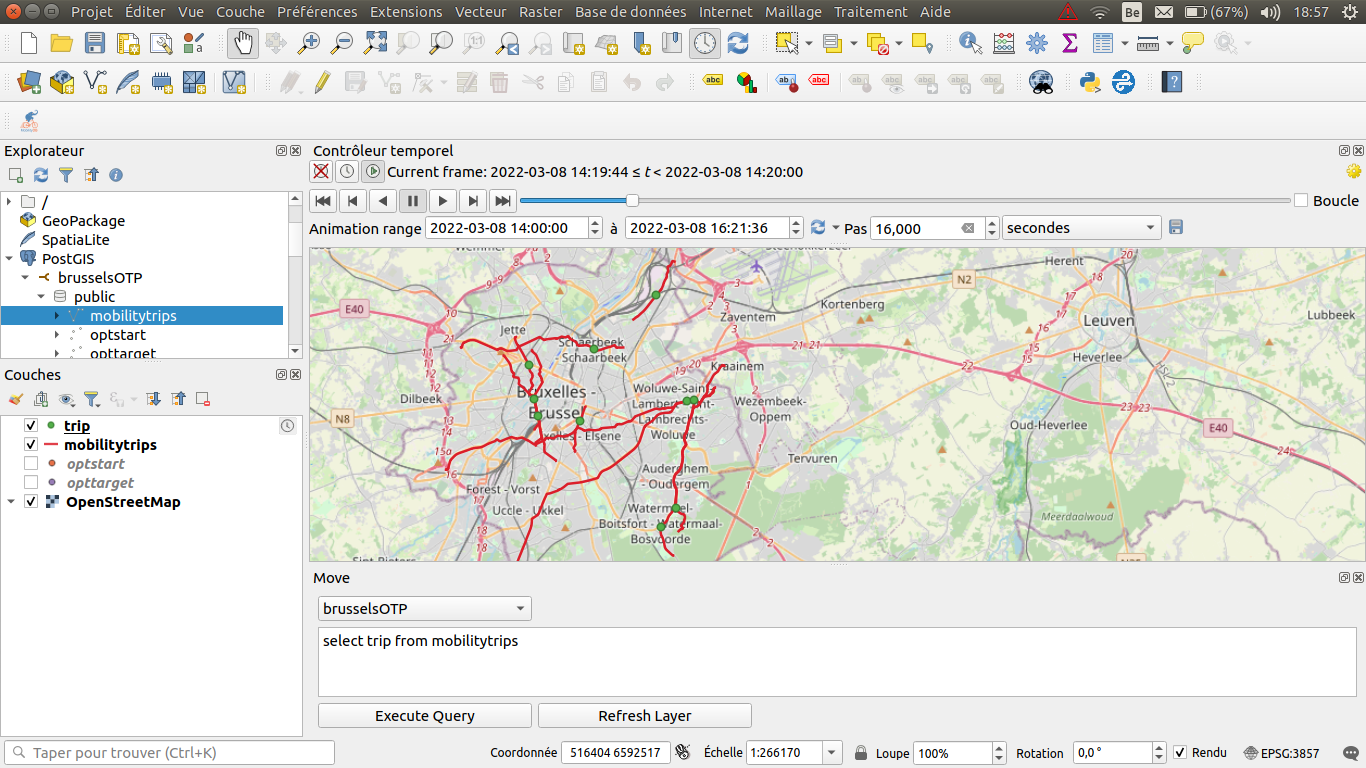 Projet Éditer Vue Couche Préférences Extensions Vecteur Raster Base de données Internet Maillage Traitement Aide
Be (67%) 18:57
Explorateur
/
GeoPackage
SpatiaLite
PostGIS
brusselsOTP
public
mobilitytrips
optstart
opttarget
Couches
trip
mobilitytrips
optstart
opttarget
OpenStreetMap
Contrôleur temporel
Current frame: 2022-03-08 14:19:44 ≤ t < 2022-03-08 14:20:00
Boucle
Animation range 2022-03-08 14:00:00 à 2022-03-08 16:21:36 Pas 16,000 secondes
Wemmel
Herent
N2
Kortenberg
E40
Zaventem
Leuven
Lubbeek
Jette
Schaerbeek
Schaarbeek
Kraainem
Heverlee
Dilbeek
Bruxelles -
Brussel
Woluwe-Saint-
Lambert
Lambrechts-
Woluwe
Wezembeek-
Oppem
N8
Oud-Heverlee
E40
Ixelles - Elsene
Tervuren
Auderghem
- Oudergem
Forest - Vorst
Uccle - Ukkel
Watermael-
Boitsfort - Watermaal-
Bosvoorde
Meerdaalwoud
Move
brusselsOTP
select trip from mobilitytrips
Execute Query Refresh Layer
Taper pour trouver (Ctrl+K)
Coordonnée 516404 6592517 Échelle 1:266170 Loupe 100% Rotation 0,0 ° Rendu EPSG:3857